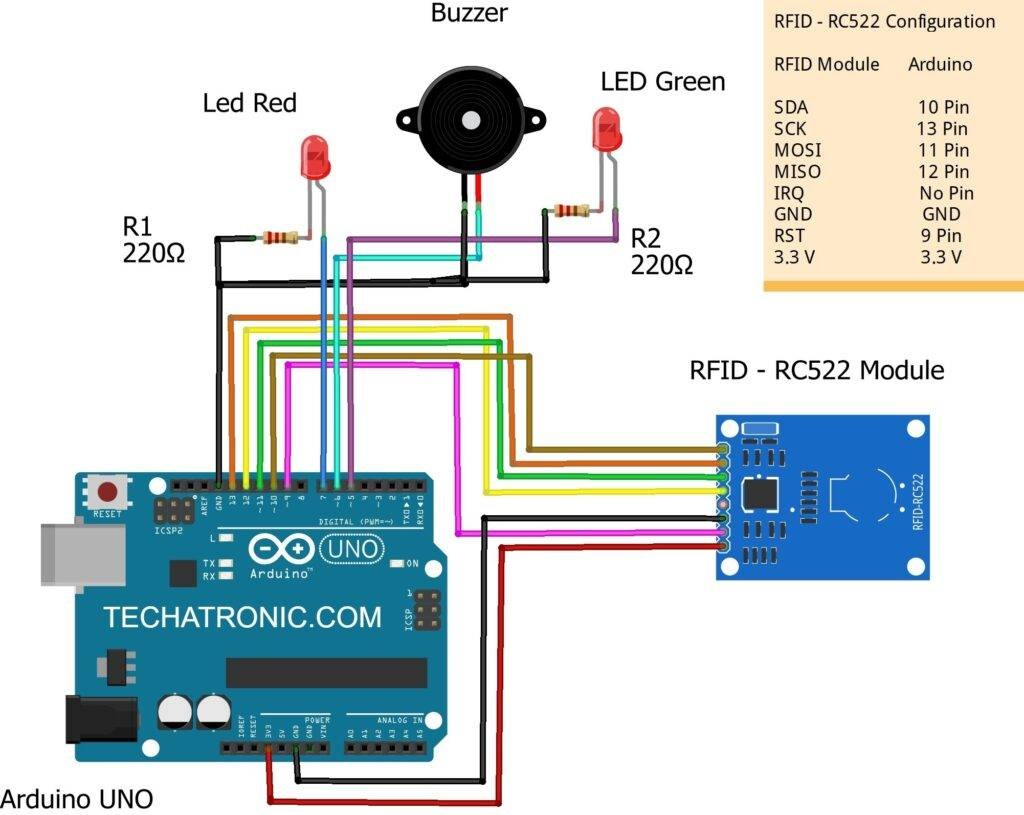 Buzzer
Led Red
LED Green
RFID - RC522 Configuration
RFID Module Arduino
SDA 10 Pin
SCK 13 Pin
MOSI 11 Pin
MISO 12 Pin
IRQ No Pin
GND GND
RST 9 Pin
3.3 V 3.3 V
R1
220Ω
R2
220Ω
RFID - RC522 Module
RFID-RC522
RESET
ICSP2
AREF
GND
13
12
~11
~10
~9
8
7
~6
~5
4
~3
2
TX0▶1
RX0◀0
DIGITAL (PWM=~)
L
TX
RX
UNO
ON
Arduino™
1
ICSP
TECHATRONIC.COM
POWER
ANALOG IN
IOREF
RESET
3V3
5V
GND
GND
VIN
A0
A1
A2
A3
A4
A5
Arduino UNO